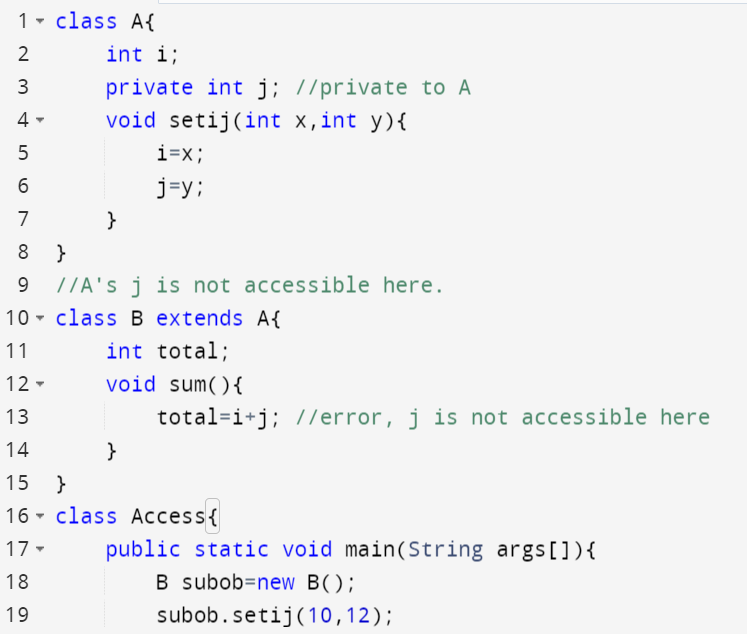 1 class A{
2     int i;
3     private int j; //private to A
4     void setij(int x,int y){
5         i=x;
6         j=y;
7     }
8 }
9 //A's j is not accessible here.
10 class B extends A{
11     int total;
12     void sum(){
13         total=i+j; //error, j is not accessible here
14     }
15 }
16 class Access{
17     public static void main(String args[]){
18         B subob=new B();
19         subob.setij(10,12);